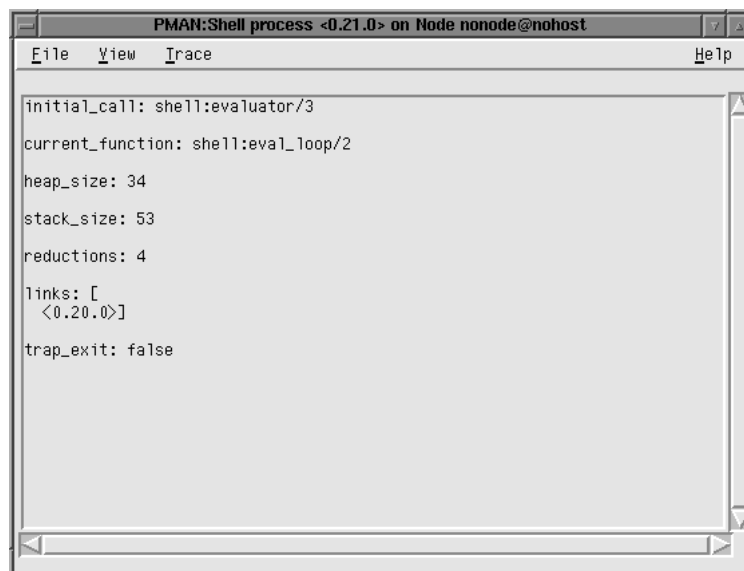 PMAN:Shell process <0.21.0> on Node nonode@nohost
File View Trace Help
initial_call: shell:evaluator/3
current_function: shell:eval_loop/2
heap_size: 34
stack_size: 53
reductions: 4
links: [
<0.20.0>]
trap_exit: false